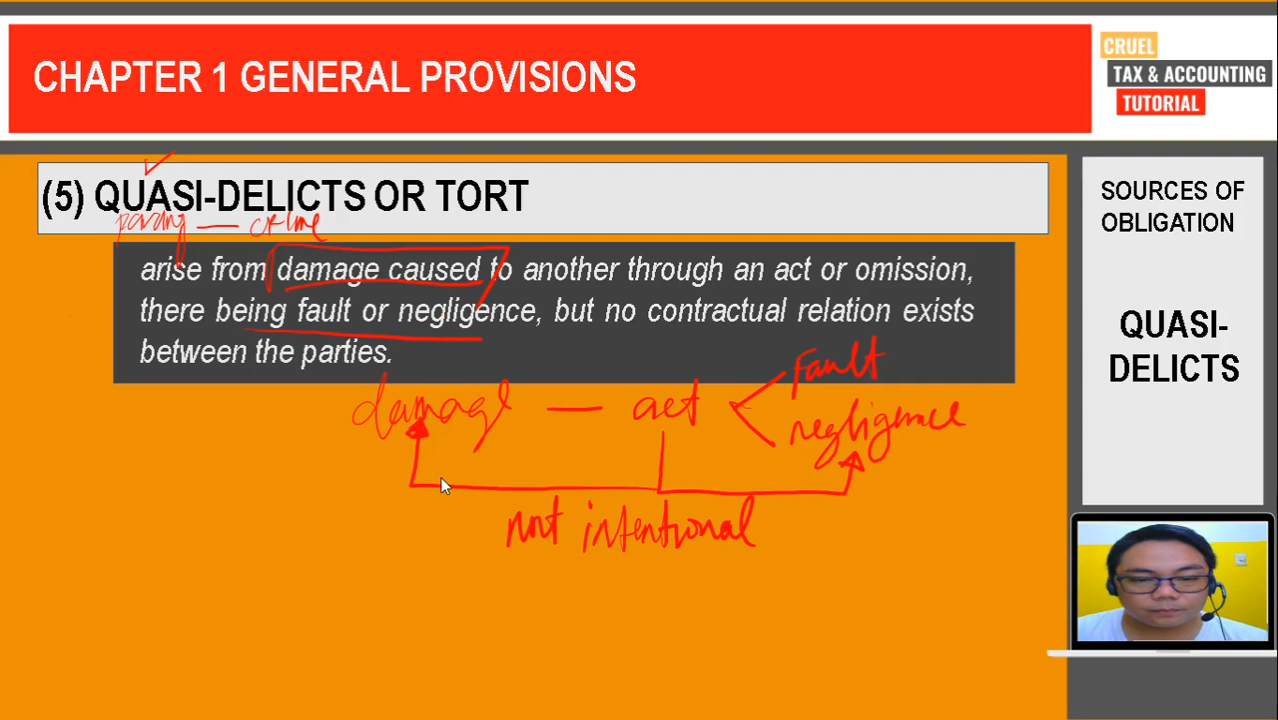 CHAPTER 1 GENERAL PROVISIONS
CRUEL
TAX & ACCOUNTING
TUTORIAL
(5) QUASI-DELICTS OR TORT
parang — crime
arise from damage caused to another through an act or omission,
there being fault or negligence, but no contractual relation exists
between the parties.
damage — act
Fault
negligence
not intentional
SOURCES OF
OBLIGATION
QUASI-
DELICTS